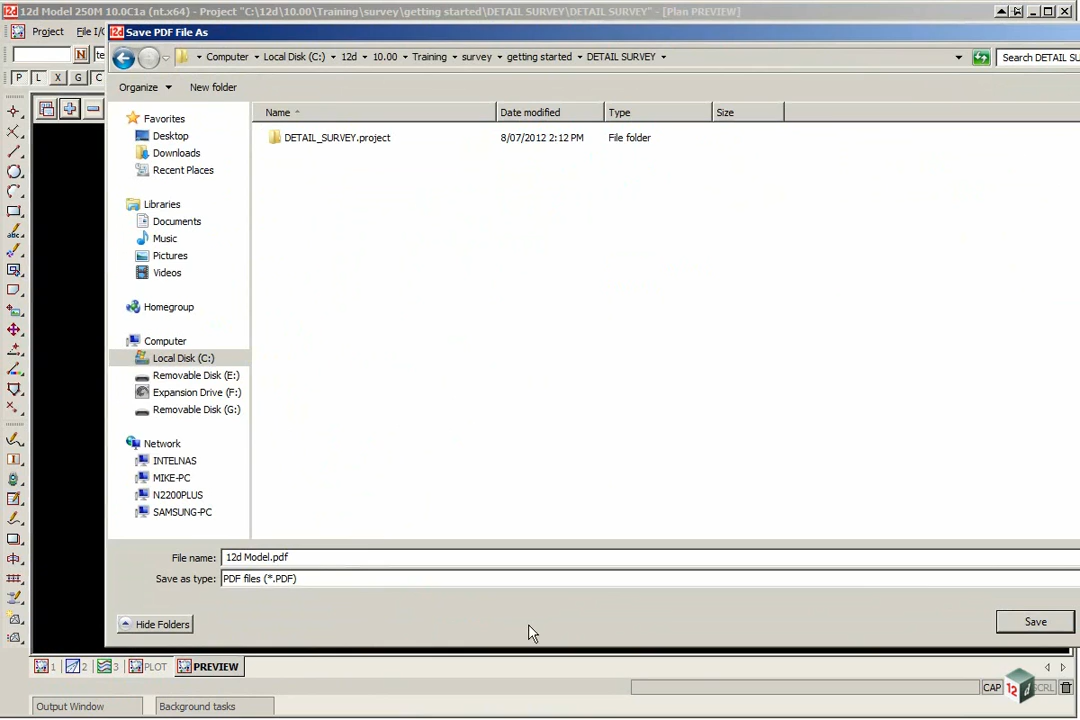 12d Model 250M 10.0C1a (nt.x64) - Project "C:\12d\10.00\Training\survey\getting started\DETAIL SURVEY\DETAIL SURVEY" - [Plan PREVIEW]
Project File I/O
Save PDF File As
Computer Local Disk (C:) 12d 10.00 Training survey getting started DETAIL SURVEY
Search DETAIL SU
N te
P L X G C
Organize New folder
Name Date modified Type Size
DETAIL_SURVEY.project 8/07/2012 2:12 PM File folder
Favorites
Desktop
Downloads
Recent Places
Libraries
Documents
Music
Pictures
Videos
Homegroup
Computer
Local Disk (C:)
Removable Disk (E:)
Expansion Drive (F:)
Removable Disk (G:)
Network
INTELNAS
MIKE-PC
N2200PLUS
SAMSUNG-PC
File name: 12d Model.pdf
Save as type: PDF files (*.PDF)
Hide Folders Save
1 2 3 PLOT PREVIEW
CAP SCRL
Output Window Background tasks